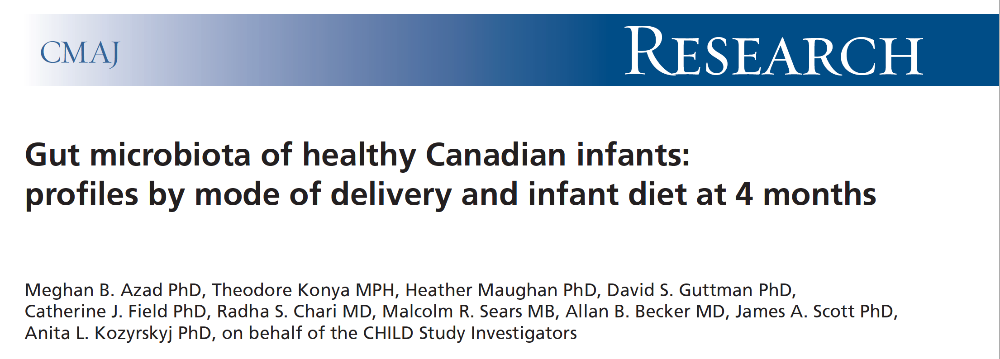 CMAJ
RESEARCH
Gut microbiota of healthy Canadian infants:
profiles by mode of delivery and infant diet at 4 months
Meghan B. Azad PhD, Theodore Konya MPH, Heather Maughan PhD, David S. Guttman PhD,
Catherine J. Field PhD, Radha S. Chari MD, Malcolm R. Sears MB, Allan B. Becker MD, James A. Scott PhD,
Anita L. Kozyrskyj PhD, on behalf of the CHILD Study Investigators